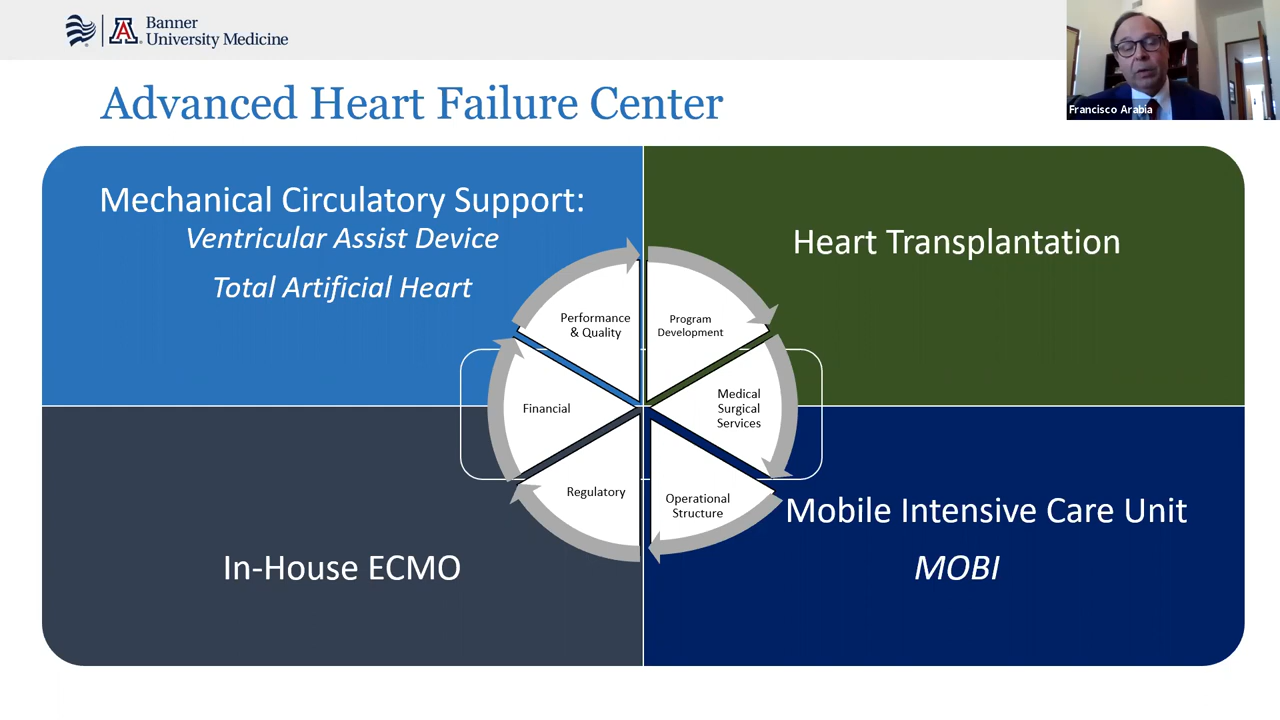 Banner
University Medicine
Francisco Arabia
Advanced Heart Failure Center
Mechanical Circulatory Support:
Ventricular Assist Device
Total Artificial Heart
Heart Transplantation
Performance
& Quality
Program
Development
Financial
Medical
Surgical
Services
Regulatory
Operational
Structure
In-House ECMO
Mobile Intensive Care Unit
MOBI